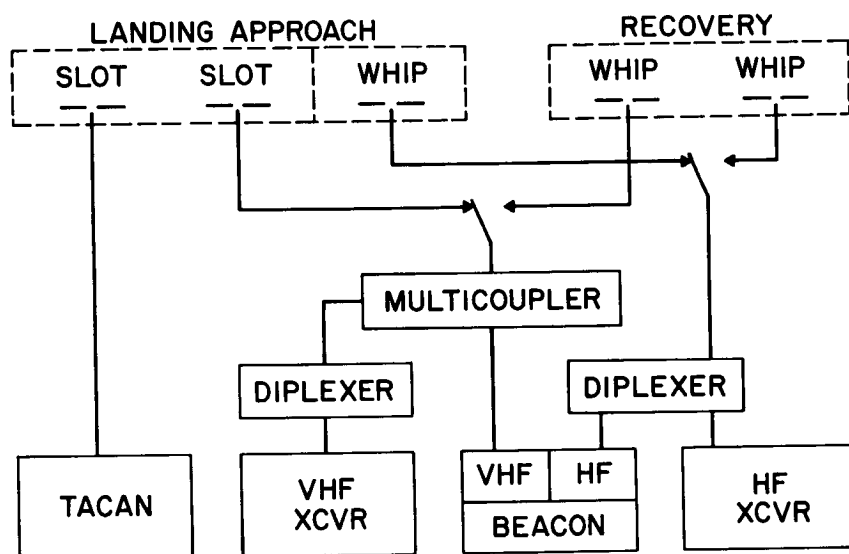 LANDING APPROACH
RECOVERY
SLOT
SLOT
WHIP
WHIP
WHIP
MULTICOUPLER
DIPLEXER
DIPLEXER
TACAN
VHF
XCVR
VHF
HF
BEACON
HF
XCVR